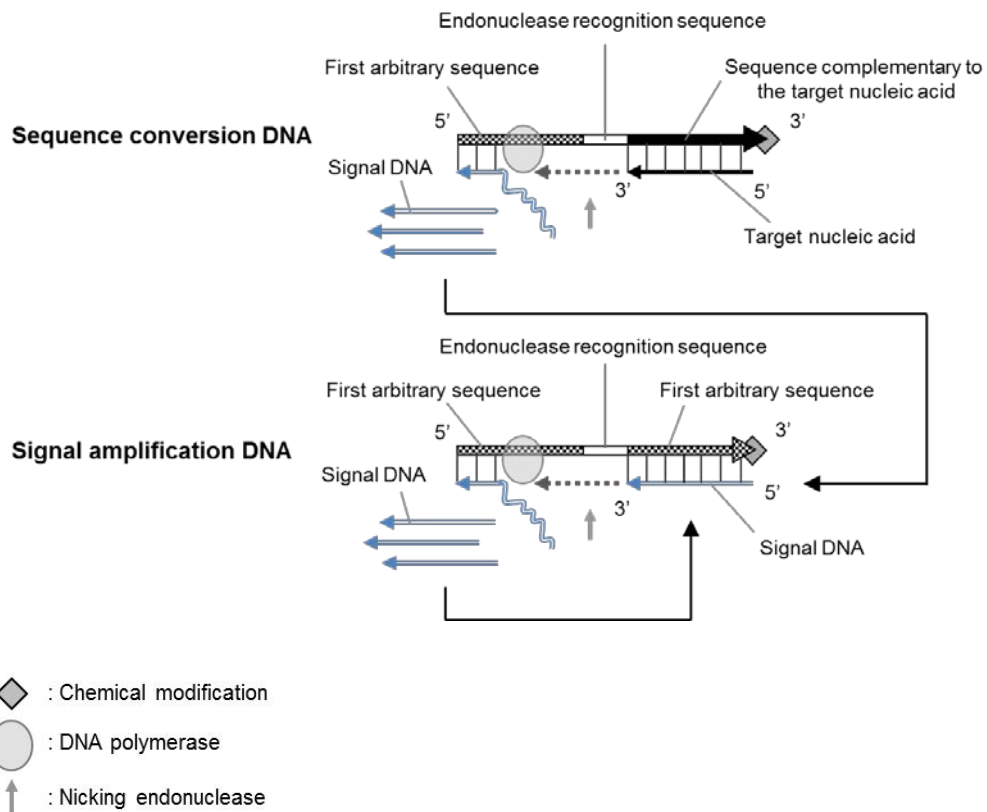 Endonuclease recognition sequence
First arbitrary sequence
Sequence complementary to
the target nucleic acid
5’
3’
Sequence conversion DNA
Signal DNA
3’
5’
Target nucleic acid
Endonuclease recognition sequence
First arbitrary sequence
First arbitrary sequence
5’
3’
Signal amplification DNA
Signal DNA
3’
5’
Signal DNA
: Chemical modification
: DNA polymerase
: Nicking endonuclease